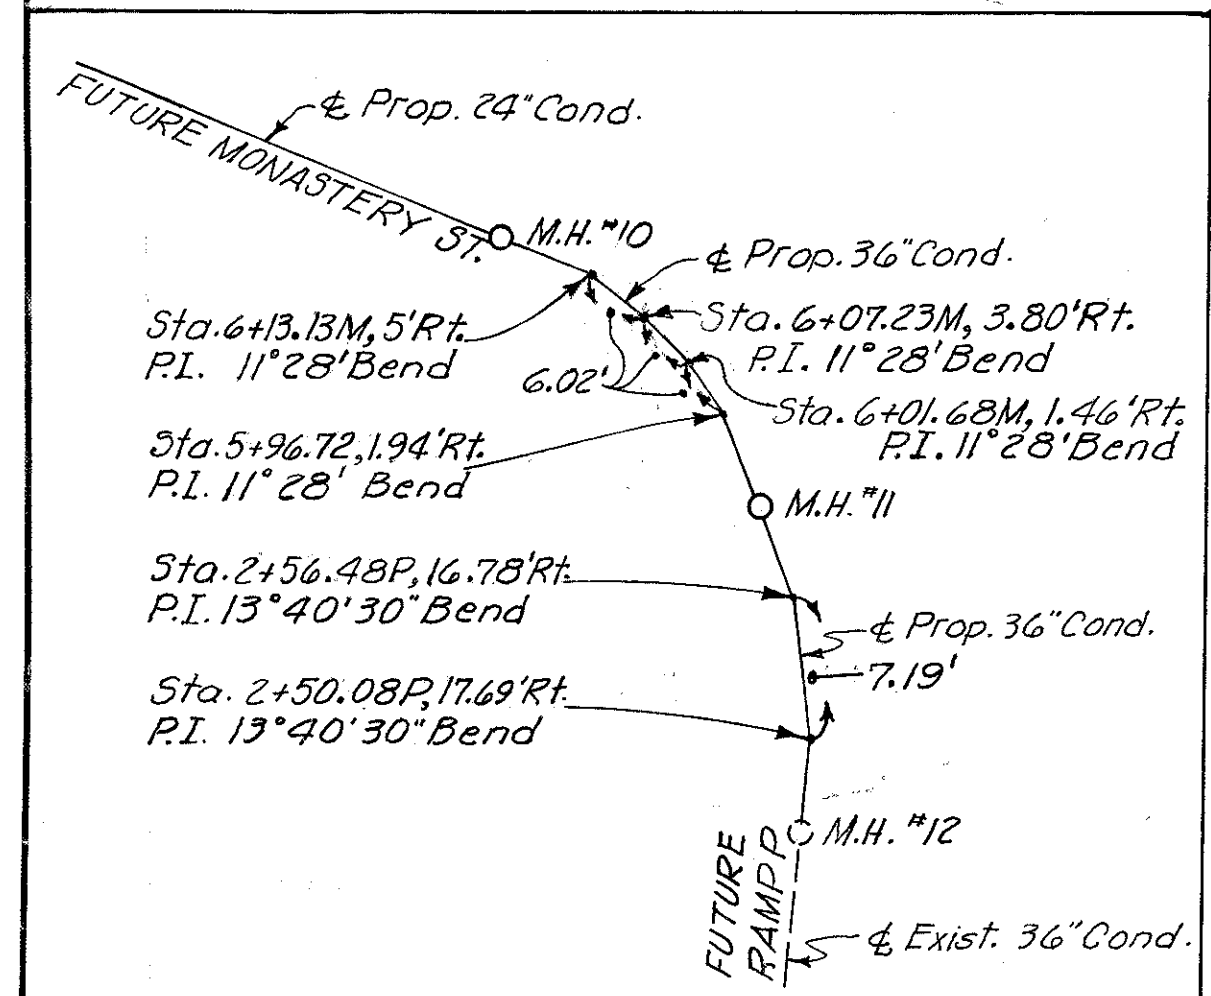 ℄ Prop. 24" Cond.
FUTURE MONASTERY ST.
M.H. #10
℄ Prop. 36" Cond.
Sta. 6+13.13M, 5' Rt.
P.I. 11°28' Bend
Sta. 6+07.23M, 3.80' Rt.
P.I. 11°28' Bend
6.02'
Sta. 6+01.68M, 1.46' Rt.
P.I. 11°28' Bend
Sta. 5+96.72, 1.94' Rt.
P.I. 11°28' Bend
M.H. #11
Sta. 2+56.48P, 16.78' Rt.
P.I. 13°40'30" Bend
℄ Prop. 36" Cond.
7.19'
Sta. 2+50.08P, 17.69' Rt.
P.I. 13°40'30" Bend
M.H. #12
FUTURE
RAMP P
℄ Exist. 36" Cond.